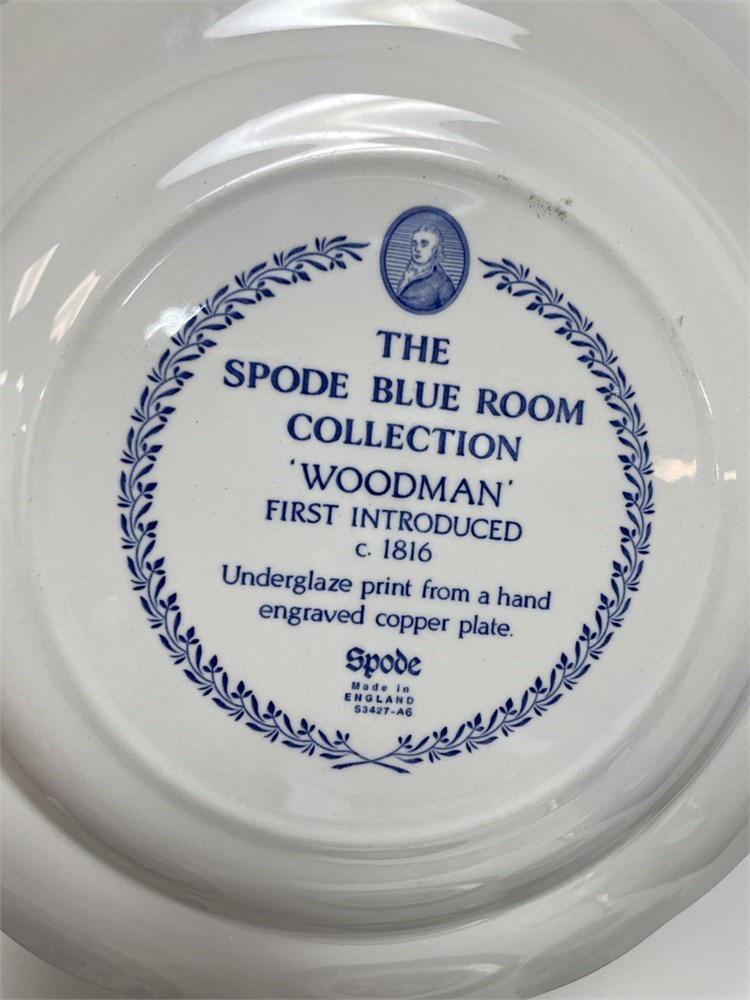 THE
SPODE BLUE ROOM
COLLECTION
'WOODMAN'
FIRST INTRODUCED
c. 1816
Underglaze print from a hand
engraved copper plate.
Spode
Made in
ENGLAND
S3427-A6